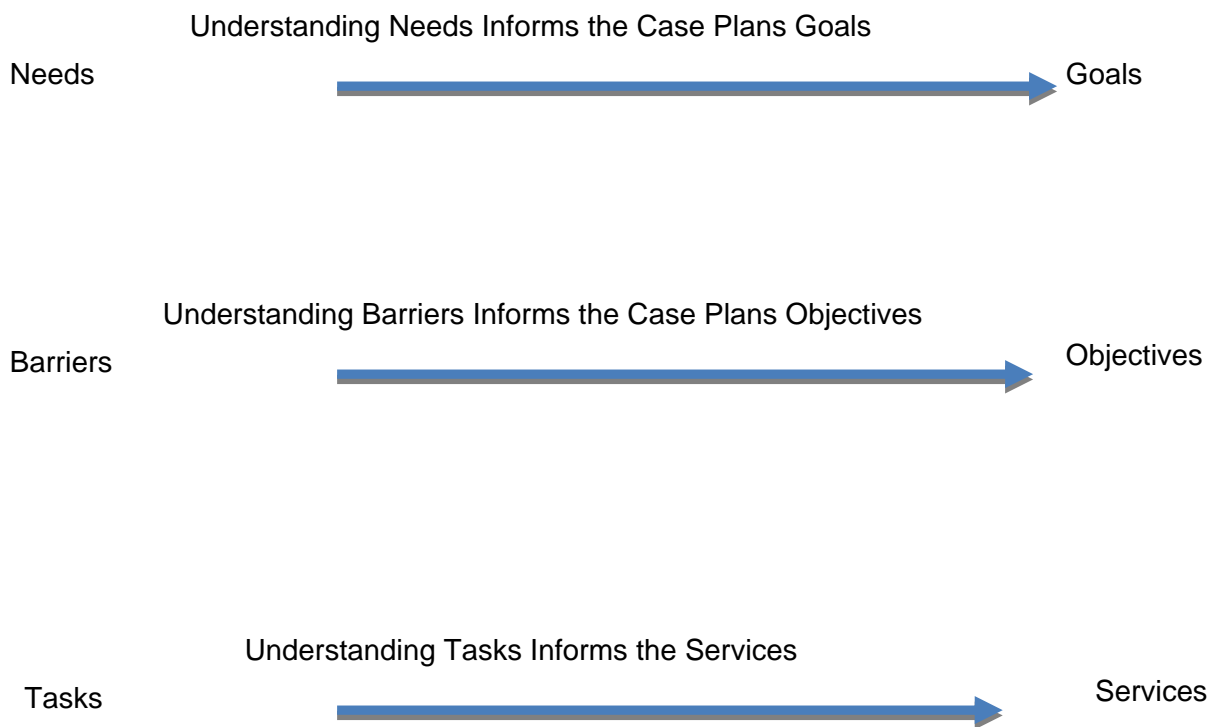 Understanding Needs Informs the Case Plans Goals
Needs
Goals
Understanding Barriers Informs the Case Plans Objectives
Barriers
Objectives
Understanding Tasks Informs the Services
Tasks
Services